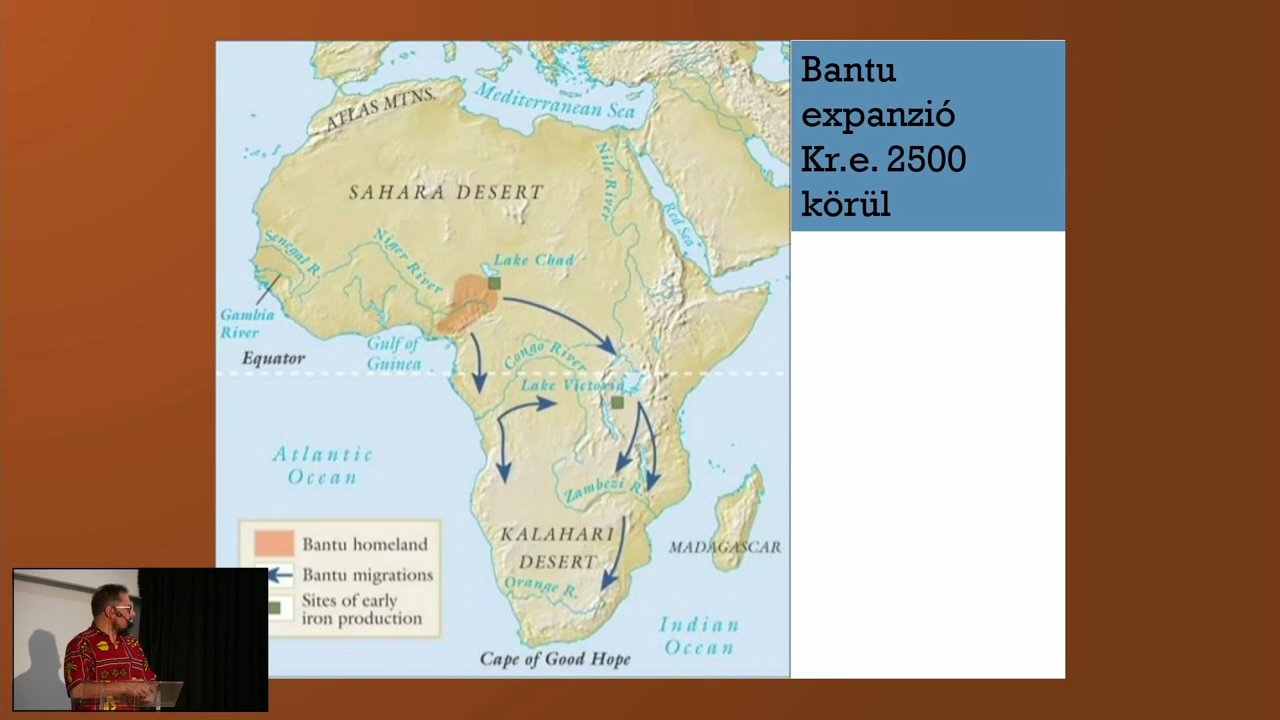 Bantu
expanzió
Kr.e. 2500
körül
ATLAS MTNS.
Mediterranean Sea
SAHARA DESERT
Nile River
Red Sea
Senegal R.
Niger River
Lake Chad
Gambia
River
Gulf of
Guinea
Equator
Congo River
Lake Victoria
Atlantic
Ocean
Zambezi R.
KALAHARI
DESERT
MADAGASCAR
Orange R.
Indian
Ocean
Cape of Good Hope
Bantu homeland
Bantu migrations
Sites of early
iron production